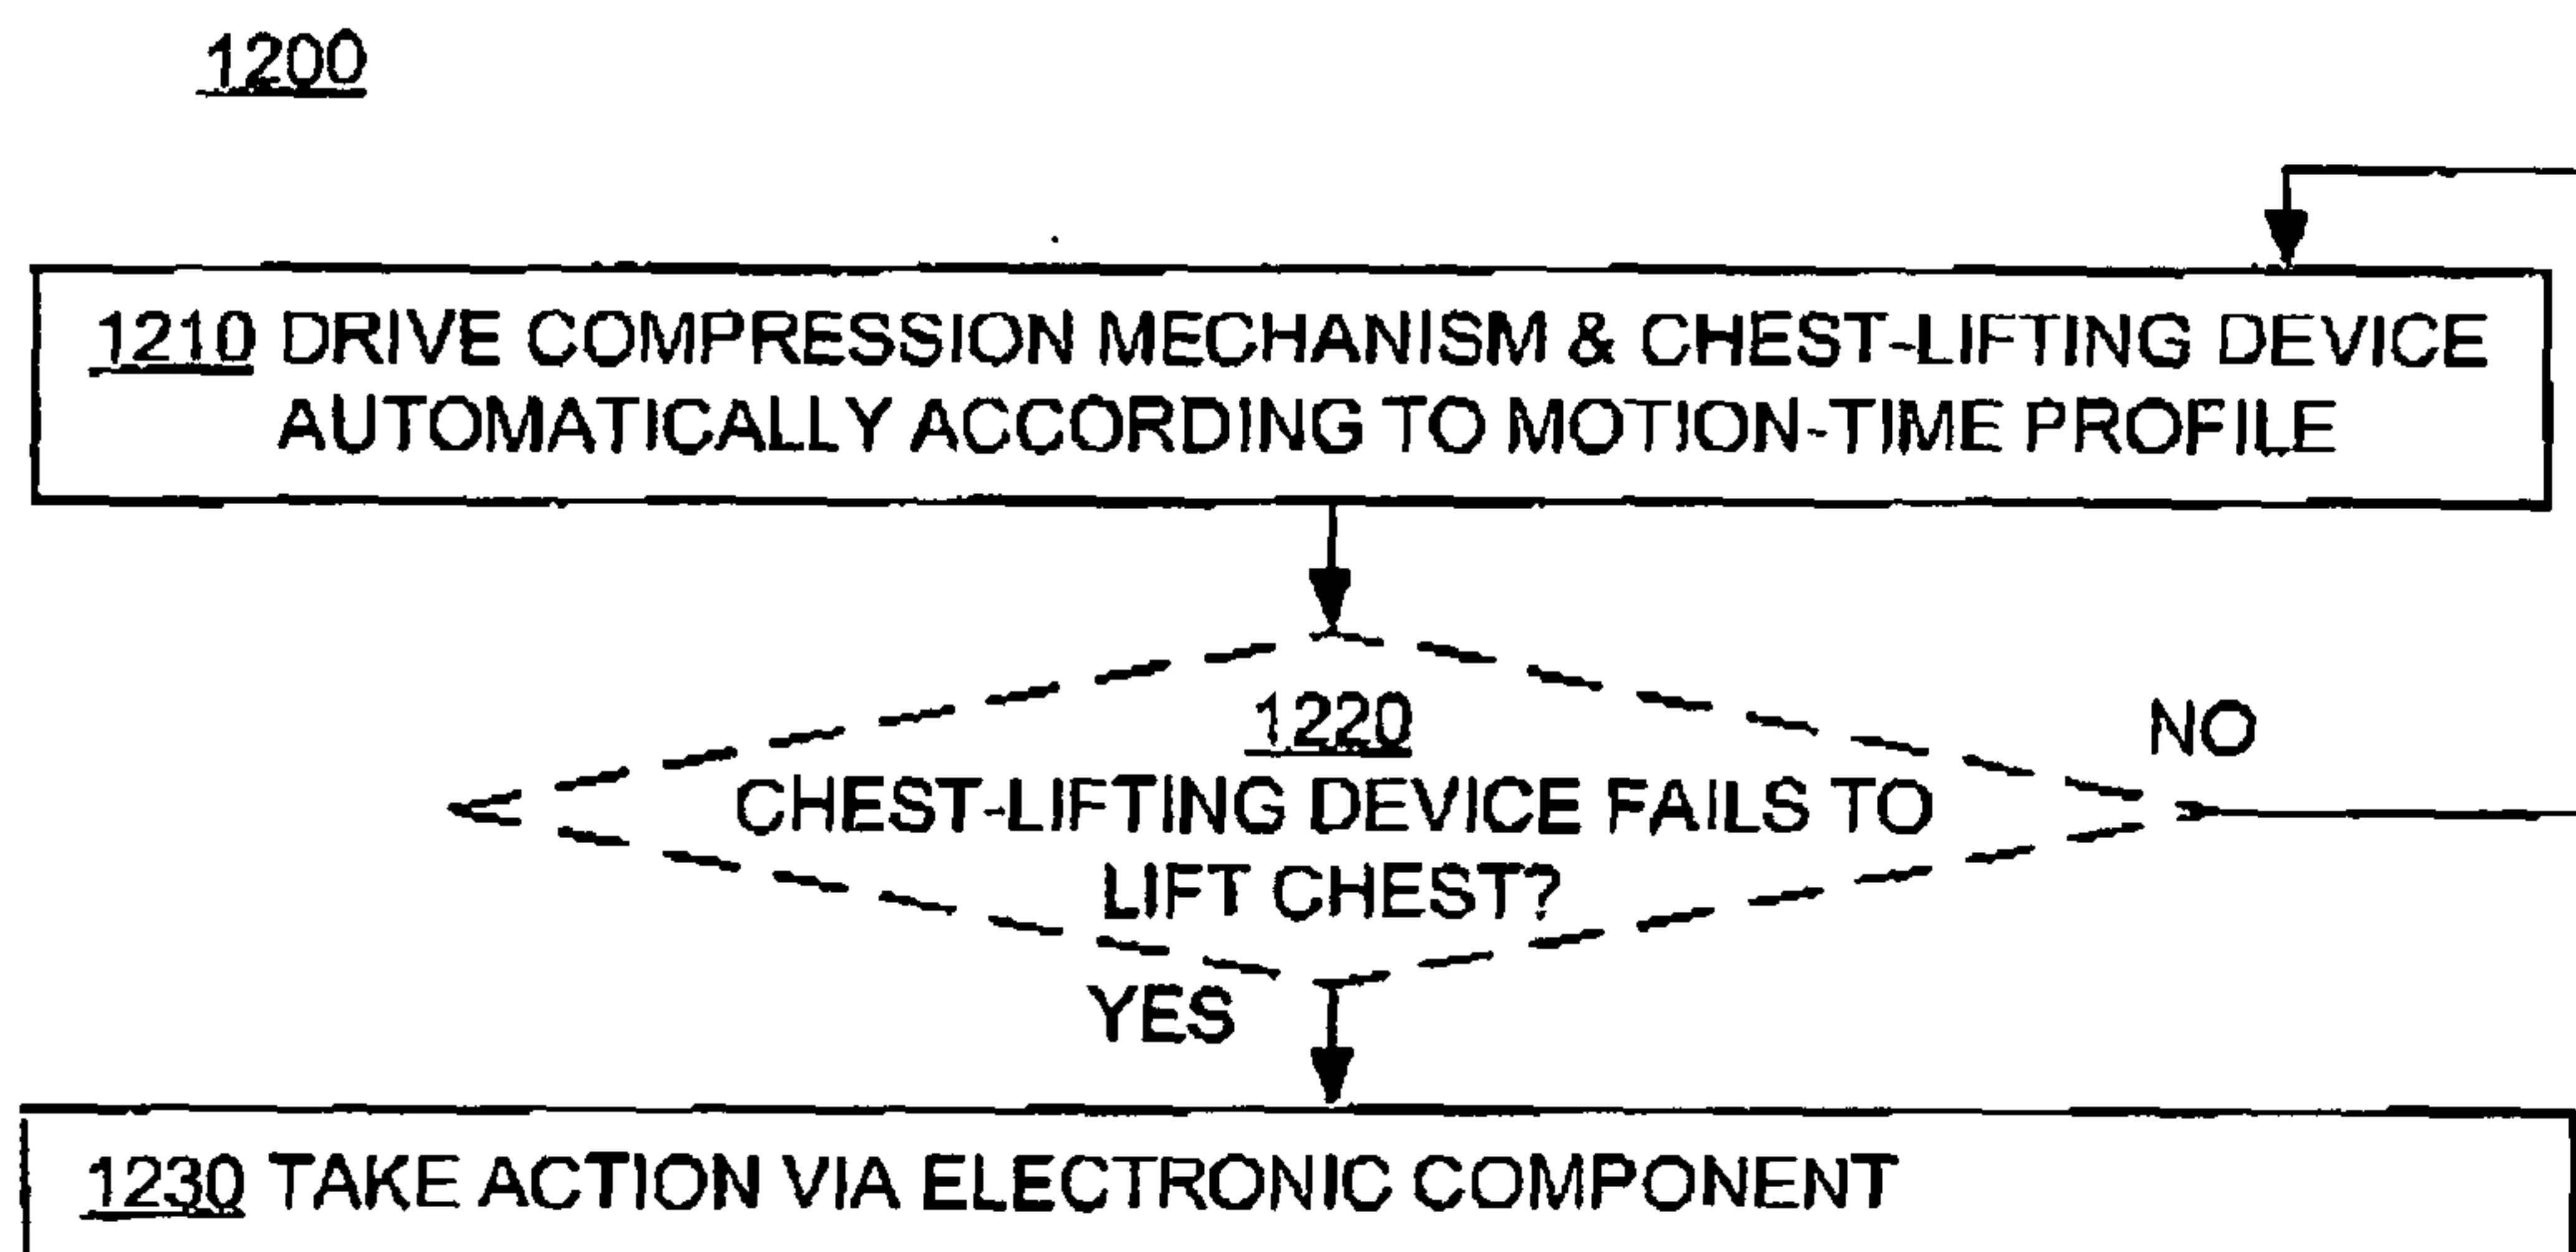 1200
1210 DRIVE COMPRESSION MECHANISM & CHEST-LIFTING DEVICE
AUTOMATICALLY ACCORDING TO MOTION-TIME PROFILE
1220
CHEST-LIFTING DEVICE FAILS TO
LIFT CHEST?
NO
YES
1230 TAKE ACTION VIA ELECTRONIC COMPONENT